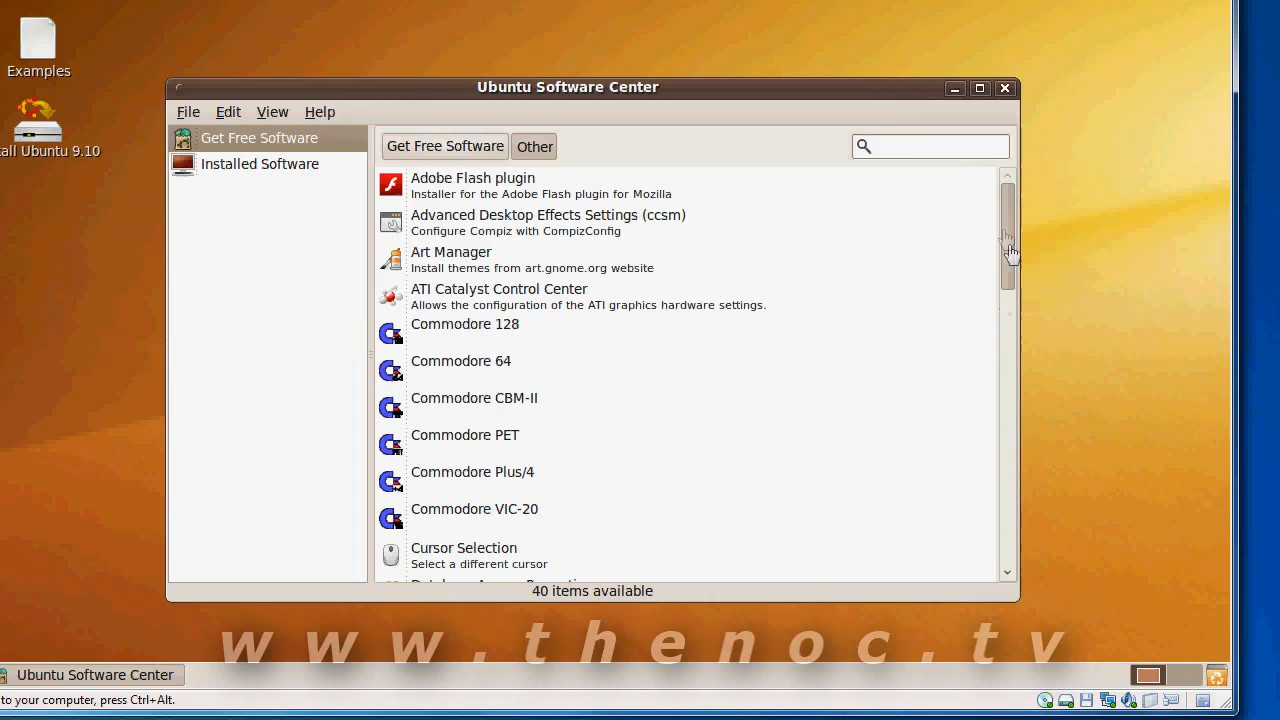 Examples
all Ubuntu 9.10
Ubuntu Software Center
File Edit View Help
Get Free Software
Installed Software
Get Free Software Other
Adobe Flash plugin
Installer for the Adobe Flash plugin for Mozilla
Advanced Desktop Effects Settings (ccsm)
Configure Compiz with CompizConfig
Art Manager
Install themes from art.gnome.org website
ATI Catalyst Control Center
Allows the configuration of the ATI graphics hardware settings.
Commodore 128
Commodore 64
Commodore CBM-II
Commodore PET
Commodore Plus/4
Commodore VIC-20
Cursor Selection
Select a different cursor
40 items available
www.thenoc.tv
Ubuntu Software Center
to your computer, press Ctrl+Alt.